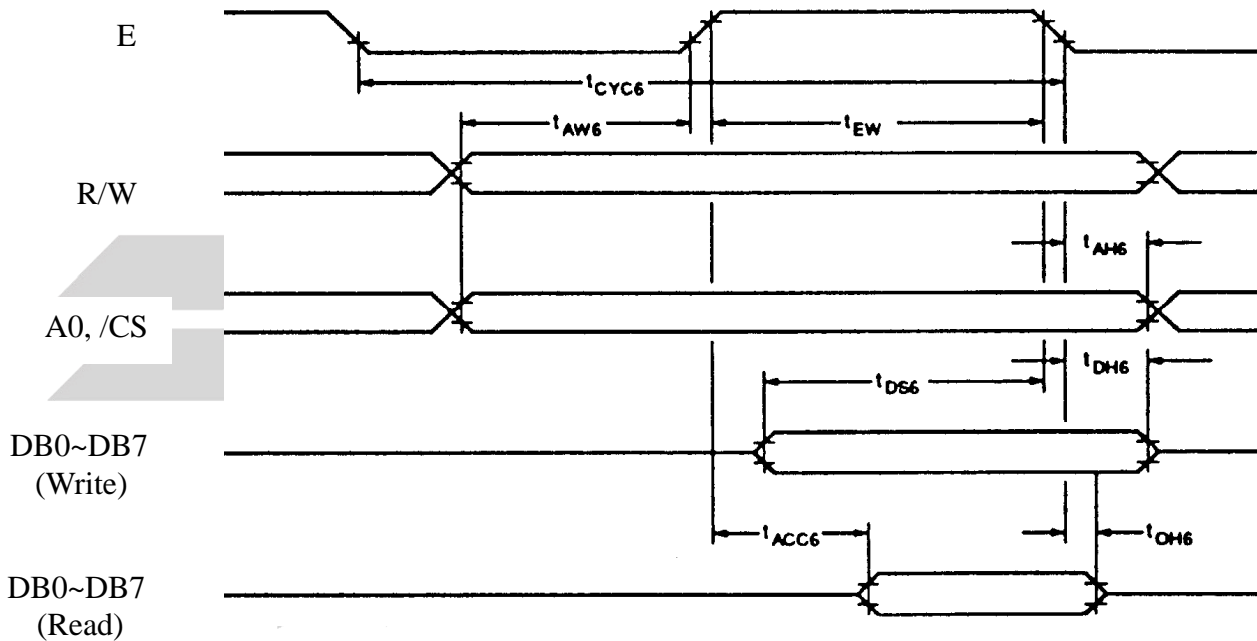 E
tCYC6
tAW6
tEW
R/W
tAH6
A0, /CS
tDH6
tDS6
DB0~DB7
(Write)
tACC6
tOH6
DB0~DB7
(Read)